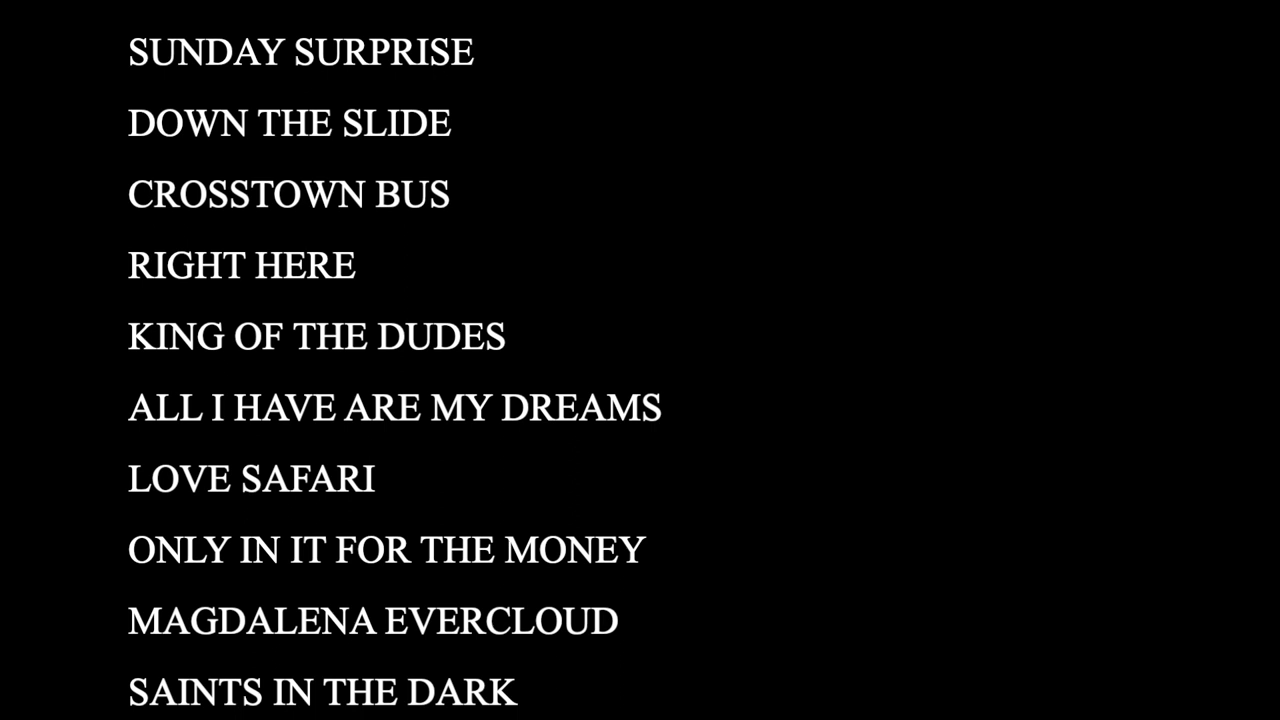 SUNDAY SURPRISE
DOWN THE SLIDE
CROSSTOWN BUS
RIGHT HERE
KING OF THE DUDES
ALL I HAVE ARE MY DREAMS
LOVE SAFARI
ONLY IN IT FOR THE MONEY
MAGDALENA EVERCLOUD
SAINTS IN THE DARK